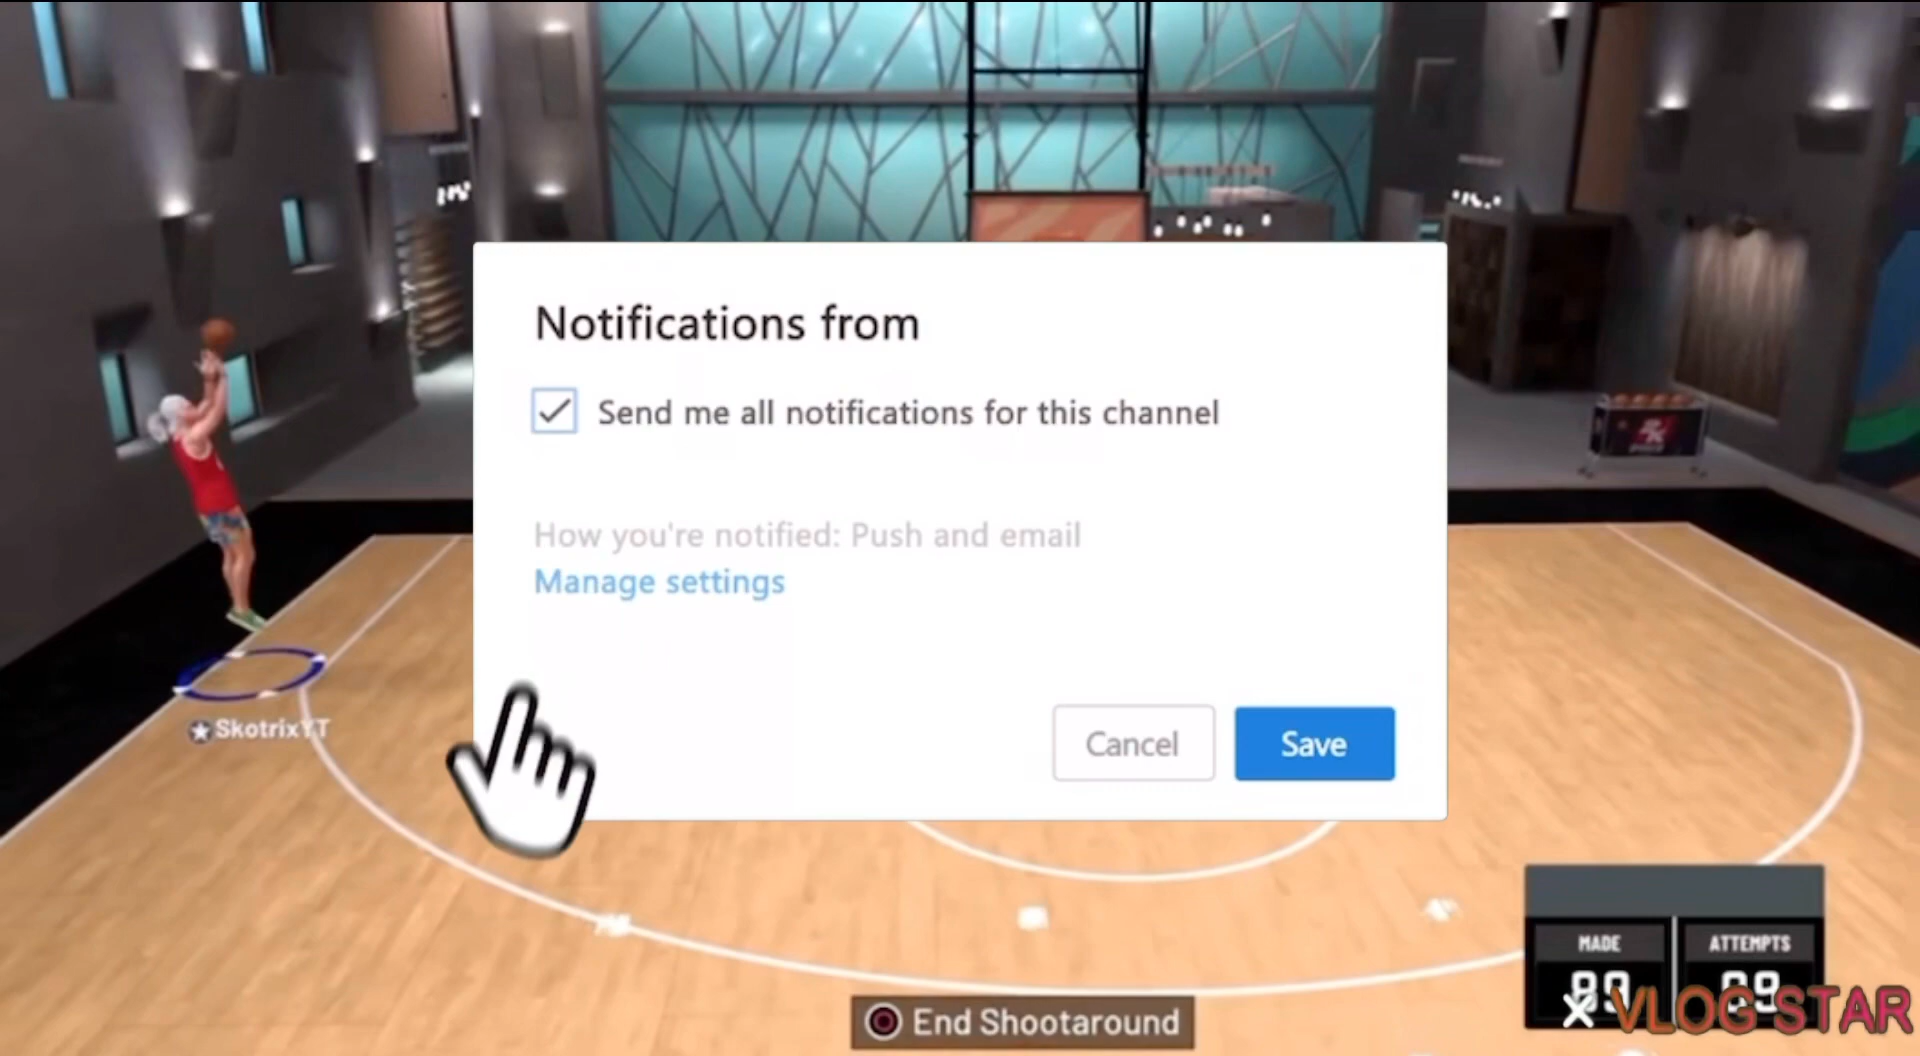 Notifications from
Send me all notifications for this channel
How you're notified: Push and email
Manage settings
Cancel
Save
SkotrixYT
MADE
ATTEMPTS
End Shootaround
VLOG STAR